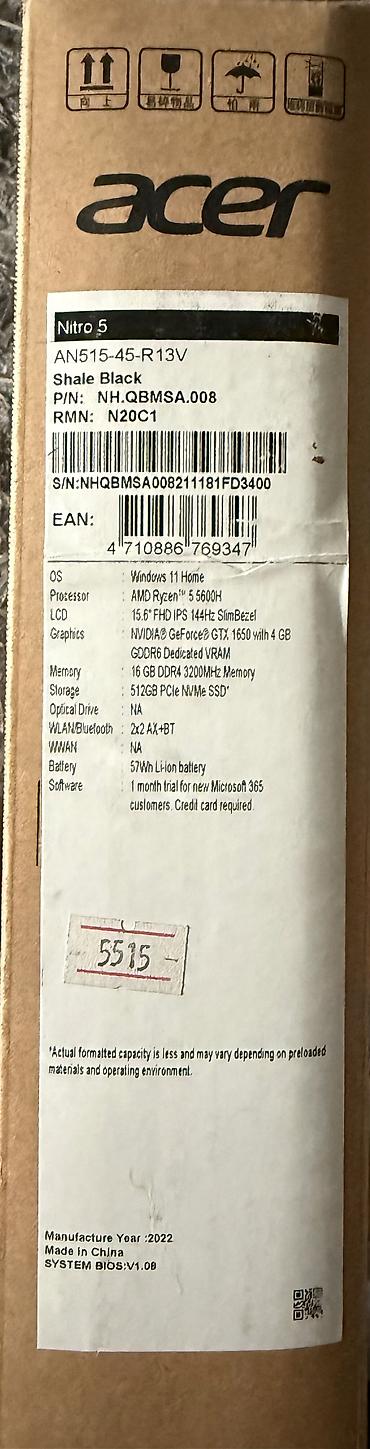 向上
易碎物品
怕雨
acer
Nitro 5
AN515-45-R13V
Shale Black
P/N: NH.QBMSA.008
RMN: N20C1
S/N:NHQBMSA008211181FD3400
EAN:
4 710886 769347
OS : Windows 11 Home
Processor : AMD Ryzen™ 5 5600H
LCD : 15.6" FHD IPS 144Hz SlimBezel
Graphics : NVIDIA® GeForce® GTX 1650 with 4 GB
GDDR6 Dedicated VRAM
Memory : 16 GB DDR4 3200MHz Memory
Storage : 512GB PCIe NVMe SSD*
Optical Drive : NA
WLAN/Bluetooth : 2x2 AX+BT
WWAN : NA
Battery : 57Wh Li-ion battery
Software : 1 month trial for new Microsoft 365
customers. Credit card required.
5515 -
*Actual formatted capacity is less and may vary depending on preloaded
materials and operating environment.
Manufacture Year :2022
Made in China
SYSTEM BIOS:V1.08